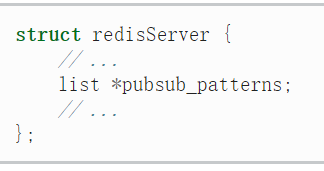 struct redisServer {
    // ...
    list *pubsub_patterns;
    // ...
};